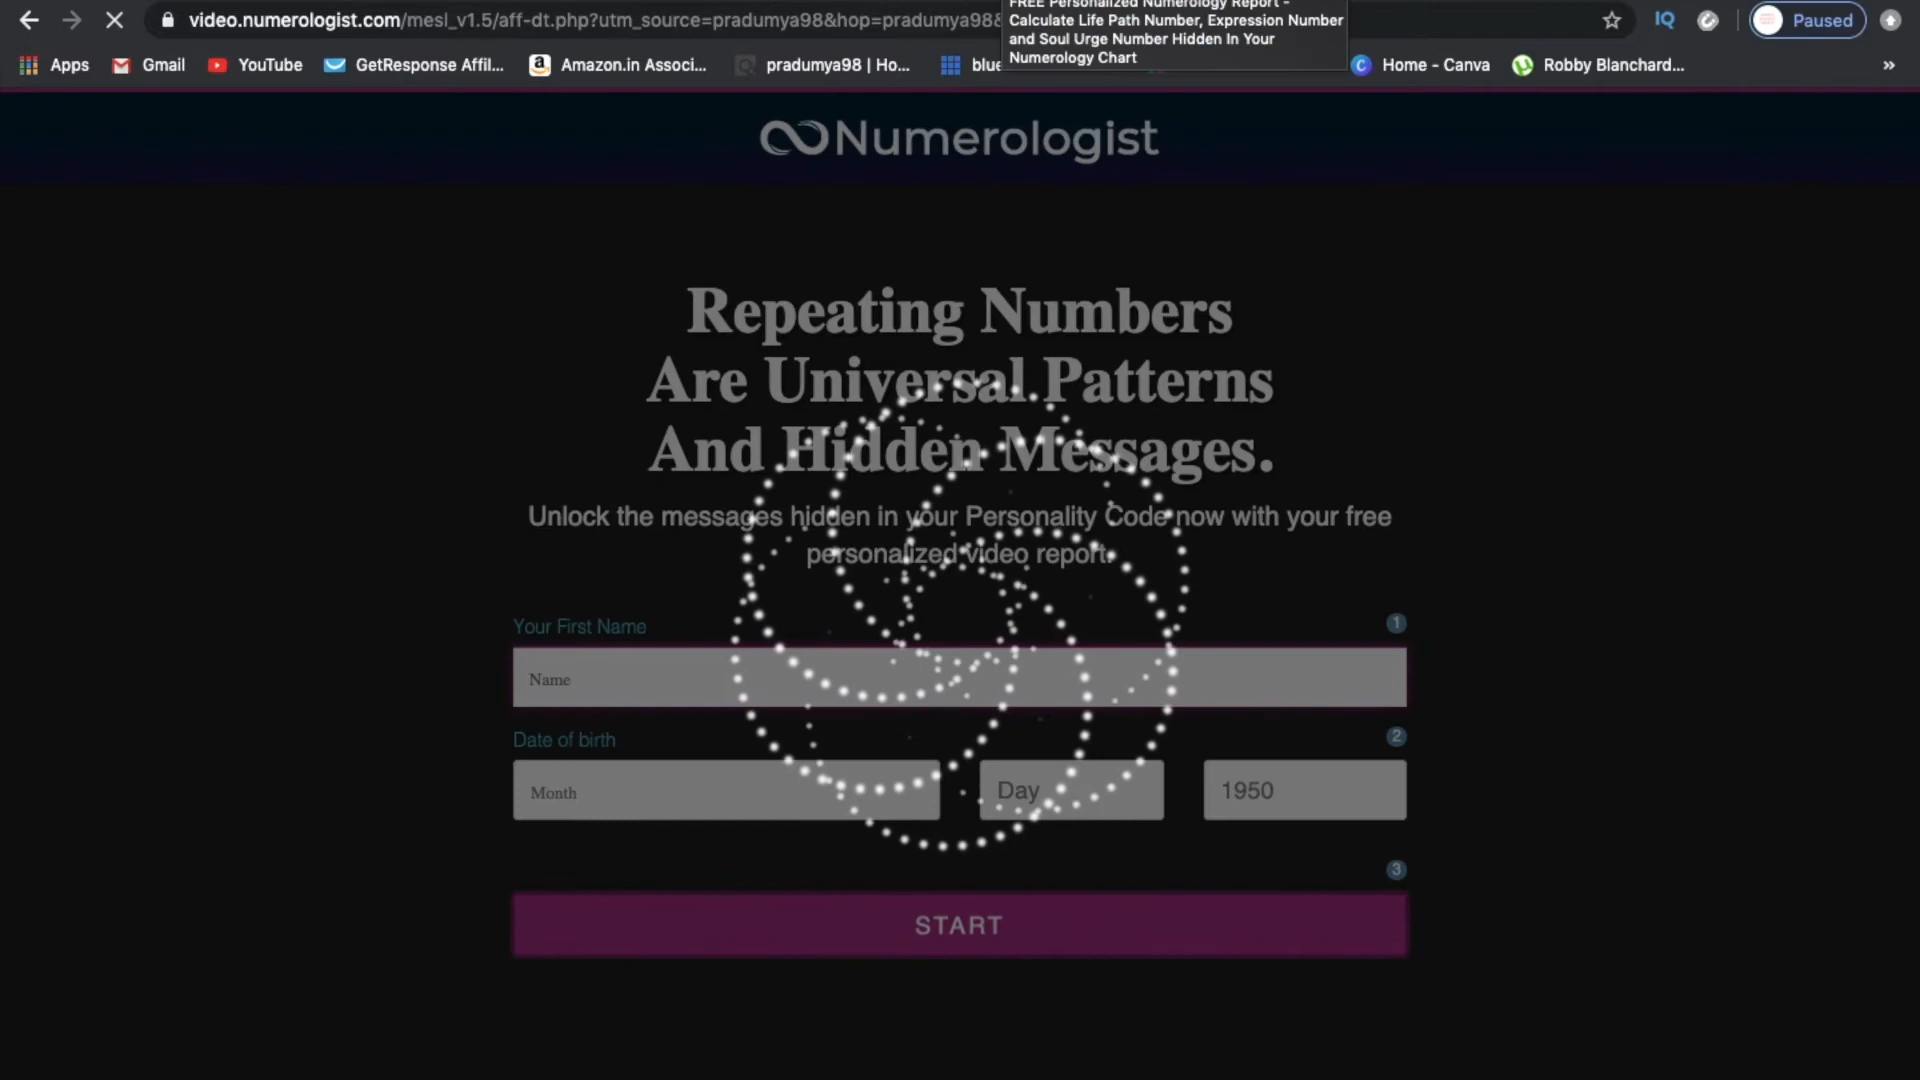 FREE Personalized Numerology Report -
Calculate Life Path Number, Expression Number
and Soul Urge Number Hidden In Your
Numerology Chart
video.numerologist.com/mesl_v1.5/aff-dt.php?utm_source=pradumya98&hop=pradumya98&
IQ
Paused
Apps
Gmail
YouTube
GetResponse Affil...
Amazon.in Associ...
pradumya98 | Ho...
Home - Canva
Robby Blanchard...
»
Numerologist
Repeating Numbers
Are Universal Patterns
And Hidden Messages.
Unlock the messages hidden in your Personality Code now with your free
personalized video report.
Your First Name
1
Name
Date of birth
2
Month
Day
1950
3
START